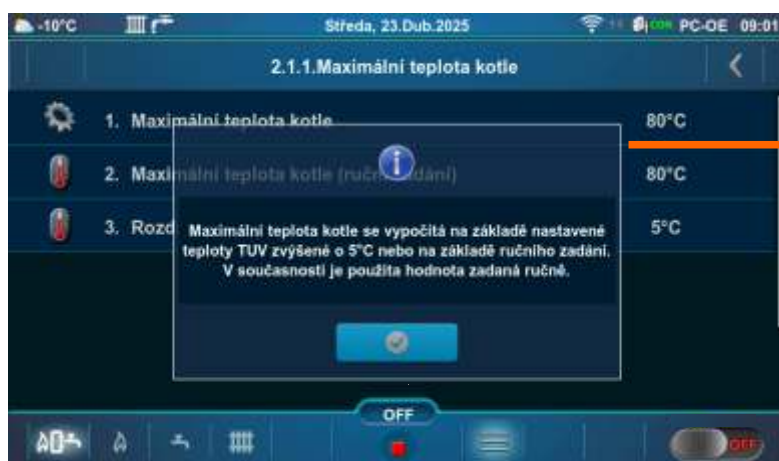 -10°C Středa, 23.Dub.2025 PC-OE 09:01
2.1.1.Maximální teplota kotle
1. Maximální teplota kotle 80°C
2. Maximální teplota kotle (ruční zadání) 80°C
3. Rozd 5°C
Maximální teplota kotle se vypočítá na základě nastavené
teploty TUV zvýšené o 5°C nebo na základě ručního zadání.
V současnosti je použita hodnota zadaná ručně.
OFF
OFF